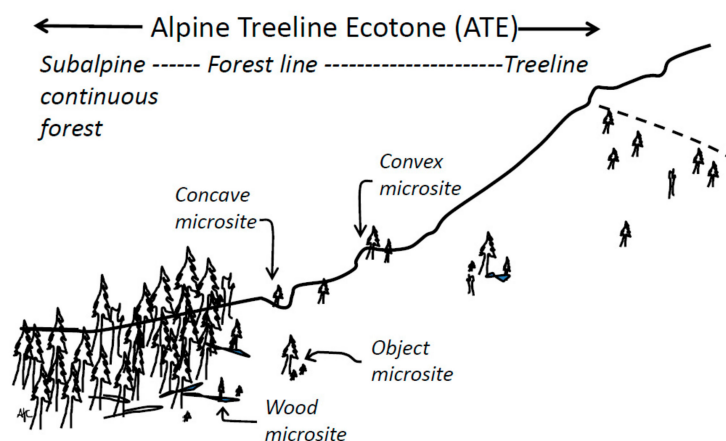 Alpine Treeline Ecotone (ATE)
Subalpine ------ Forest line ------------------------Treeline
continuous
forest
Convex
microsite
Concave
microsite
Object
microsite
Wood
microsite